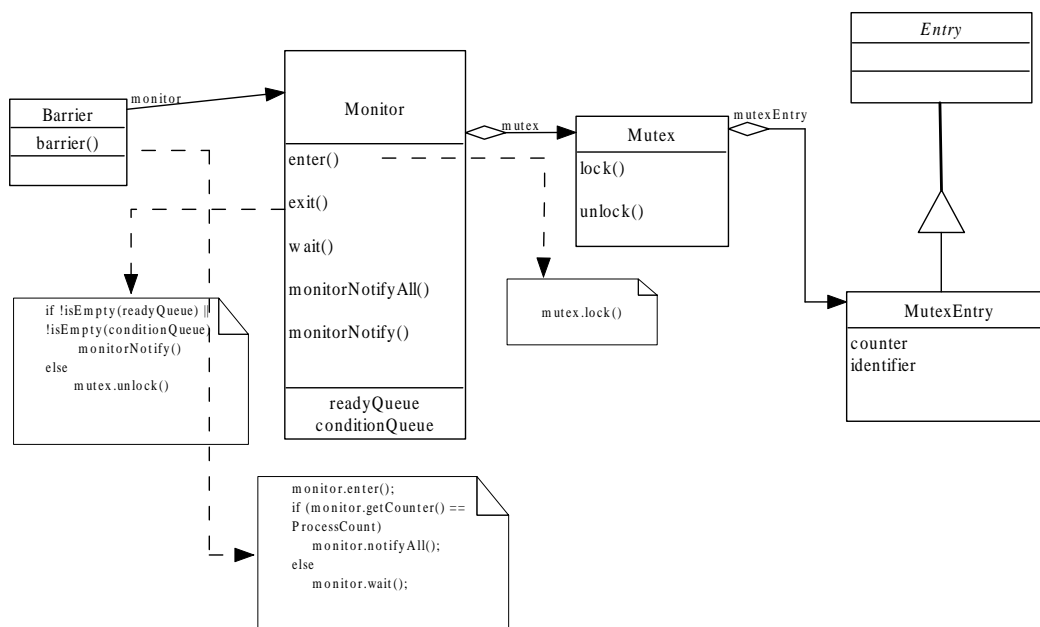 Entry
monitor
Barrier
barrier()
Monitor
enter()
exit()
wait()
monitorNotifyAll()
monitorNotify()
readyQueue
conditionQueue
mutex
Mutex
lock()
unlock()
mutexEntry
MutexEntry
counter
identifier
mutex.lock()
if !isEmpty(readyQueue) ||
!isEmpty(conditionQueue)
monitorNotify()
else
mutex.unlock()
monitor.enter();
if (monitor.getCounter() ==
ProcessCount)
monitor.notifyAll();
else
monitor.wait();